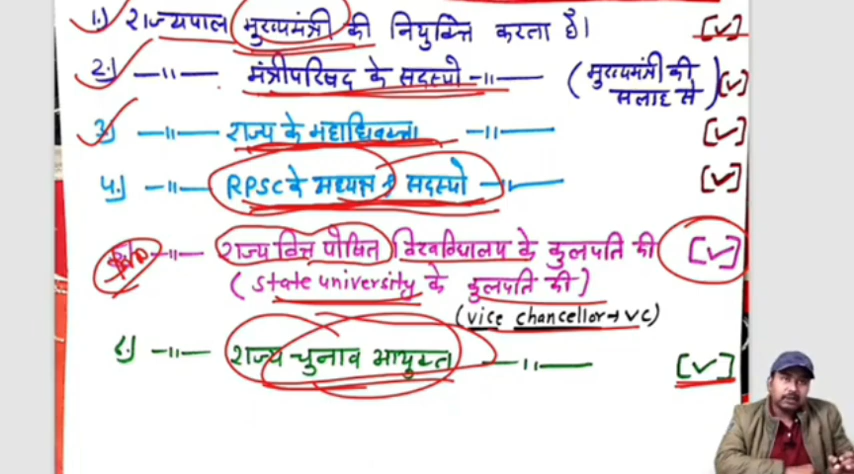 1.) राज्यपाल मुख्यमंत्री की नियुक्ति करता है। [✓]
2.) —"— मंत्रीपरिषद के सदस्यो —"— (मुख्यमंत्री की सलाह से) [✓]
3.) —"— राज्य के महाधिवक्ता —"— [✓]
4.) —"— RPSC के अध्यक्ष व सदस्यो —"— [✓]
—"— राज्य वित्त पोषित विश्वविद्यालय के कुलपति की [✓]
(State university के कुलपति की)
(vice chancellor → VC)
6.) —"— राज्य चुनाव आयुक्त —"— [✓]